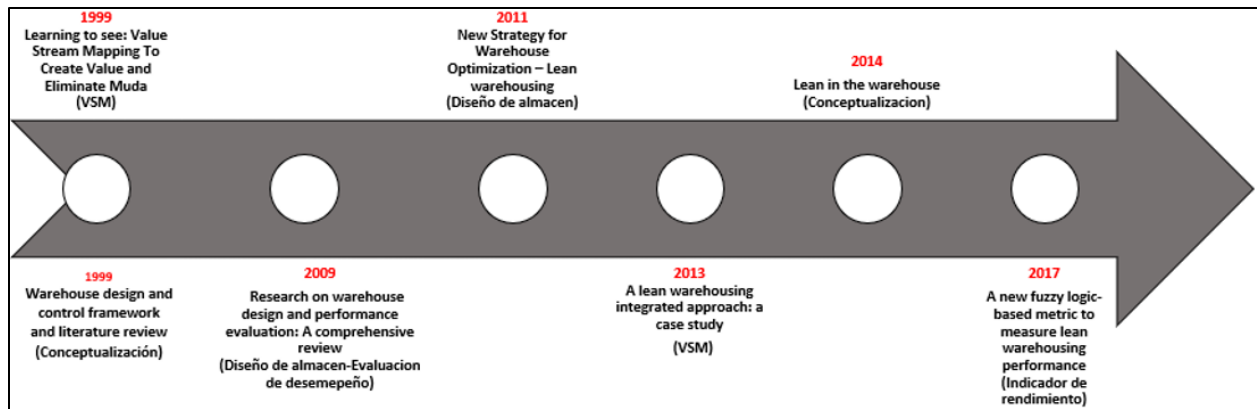 1999
Learning to see: Value
Stream Mapping To
Create Value and
Eliminate Muda
(VSM)
2011
New Strategy for
Warehouse
Optimization – Lean
warehousing
(Diseño de almacen)
2014
Lean in the warehouse
(Conceptualizacion)
1999
Warehouse design and
control framework
and literature review
(Conceptualización)
2009
Research on warehouse
design and performance
evaluation: A comprehensive
review
(Diseño de almacen-Evaluacion
de desemepeño)
2013
A lean warehousing
integrated approach: a
case study
(VSM)
2017
A new fuzzy logic-
based metric to
measure lean
warehousing
performance
(Indicador de
rendimiento)